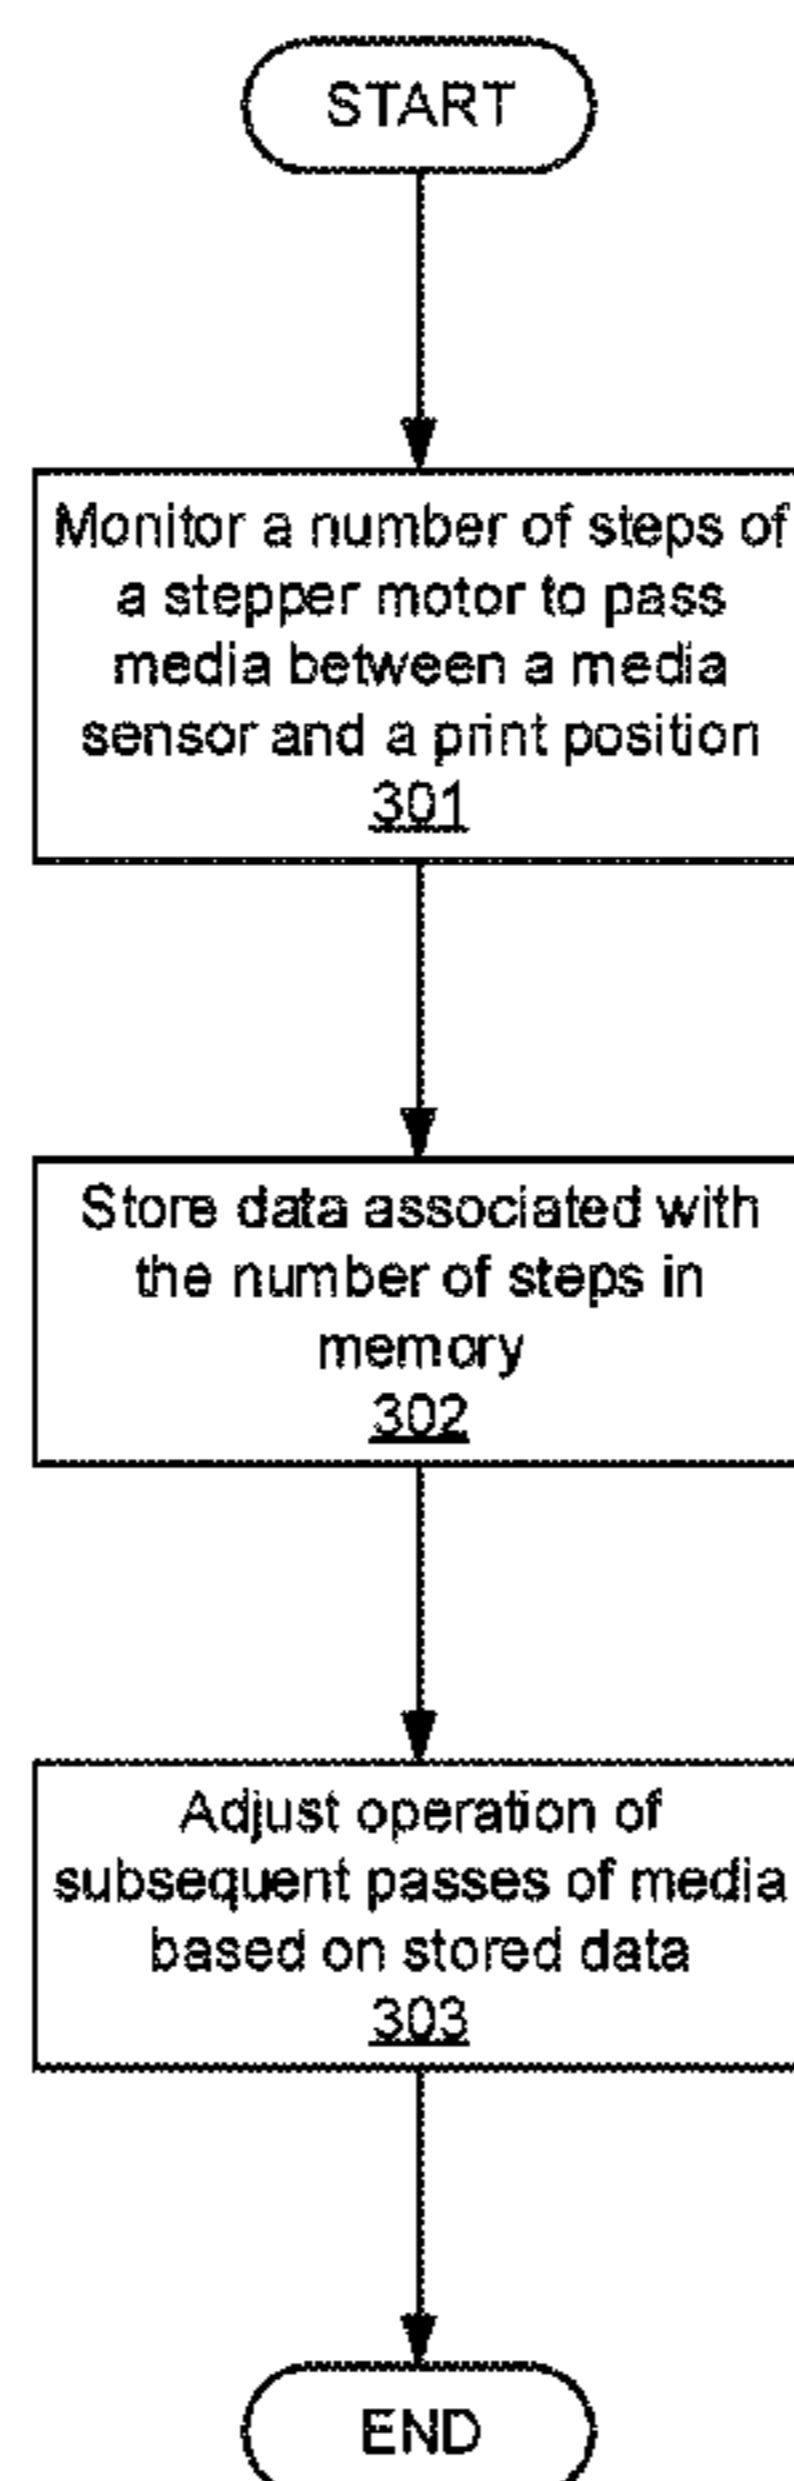 START
Monitor a number of steps of
a stepper motor to pass
media between a media
sensor and a print position
301
Store data associated with
the number of steps in
memory
302
Adjust operation of
subsequent passes of media
based on stored data
303
END